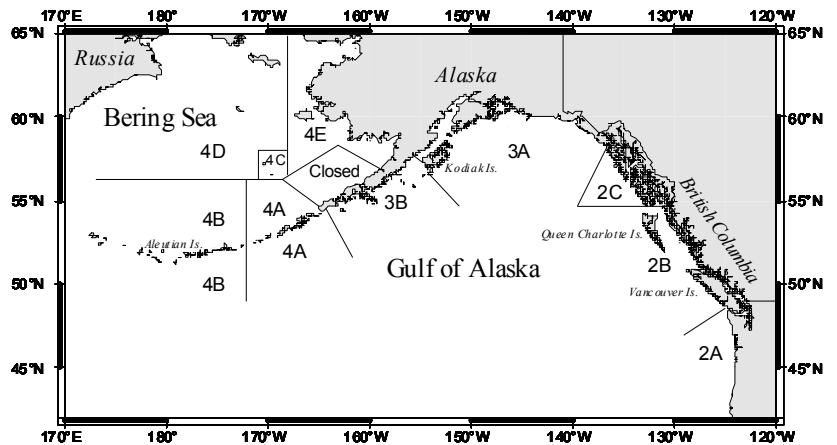 170°E 180° 170°W 160°W 150°W 140°W 130°W 120°W
65°N 65°N
Russia
Alaska
60°N 60°N
Bering Sea
4E
4D
4C
3A
Closed
Kodiak Is.
2C
British Columbia
55°N 55°N
4B
4A
3B
Aleutian Is.
4A
Queen Charlotte Is.
Gulf of Alaska
2B
50°N 50°N
4B
Vancouver Is.
2A
45°N 45°N
170°E 180° 170°W 160°W 150°W 140°W 130°W 120°W